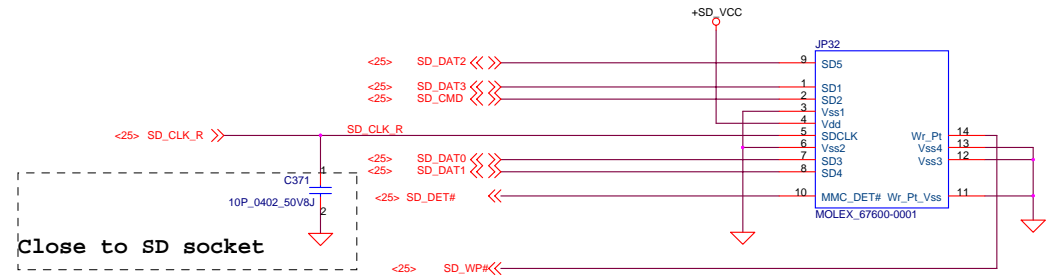 +SD_VCC
JP32
<25> SD_DAT2 9 SD5
<25> SD_DAT3 1 SD1
<25> SD_CMD 2 SD2
3 Vss1
4 Vdd
<25> SD_CLK_R SD_CLK_R 5 SDCLK Wr_Pt 14
6 Vss2 Vss4 13
<25> SD_DAT0 7 SD3 Vss3 12
<25> SD_DAT1 8 SD4
1
C371
<25> SD_DET# 10 MMC_DET# Wr_Pt_Vss 11
10P_0402_50V8J
2
MOLEX_67600-0001
Close to SD socket
<25> SD_WP#